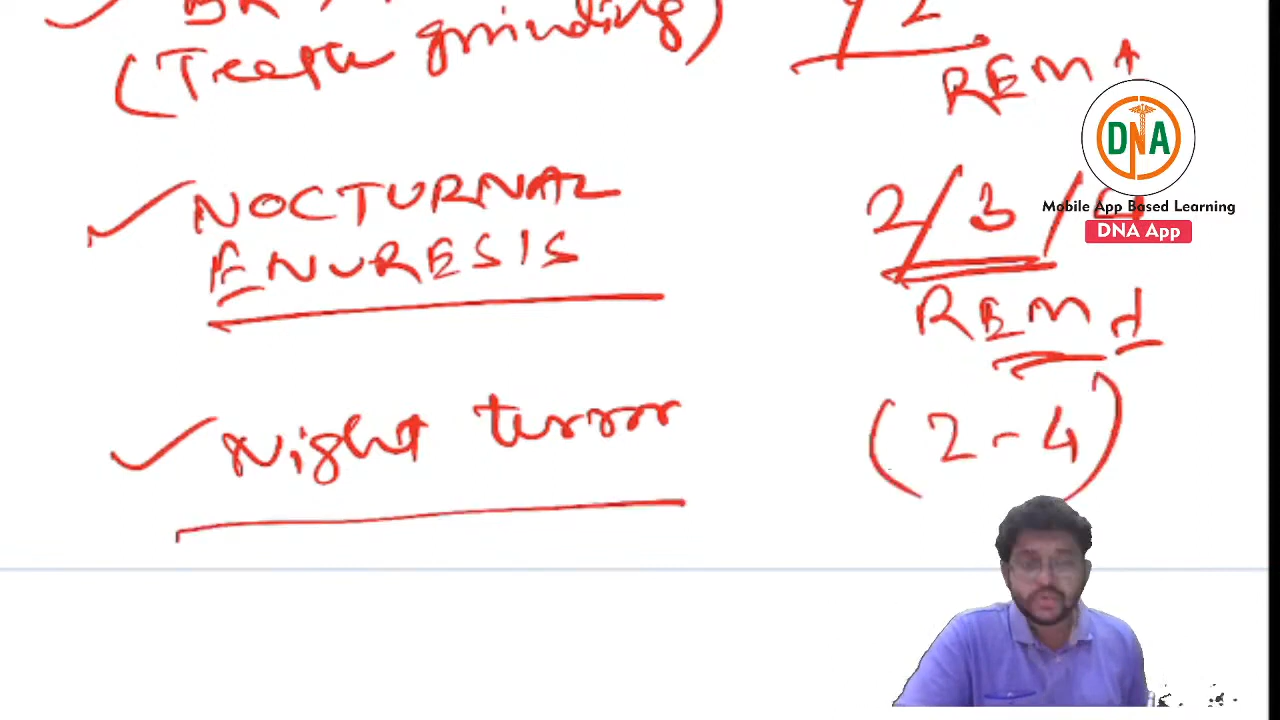 (Teeth grinding)
REM ↑
DNA
Mobile App Based Learning
DNA App
NOCTURNAL
ENURESIS
2/3/4
REM ↓
Night terror
(2-4)